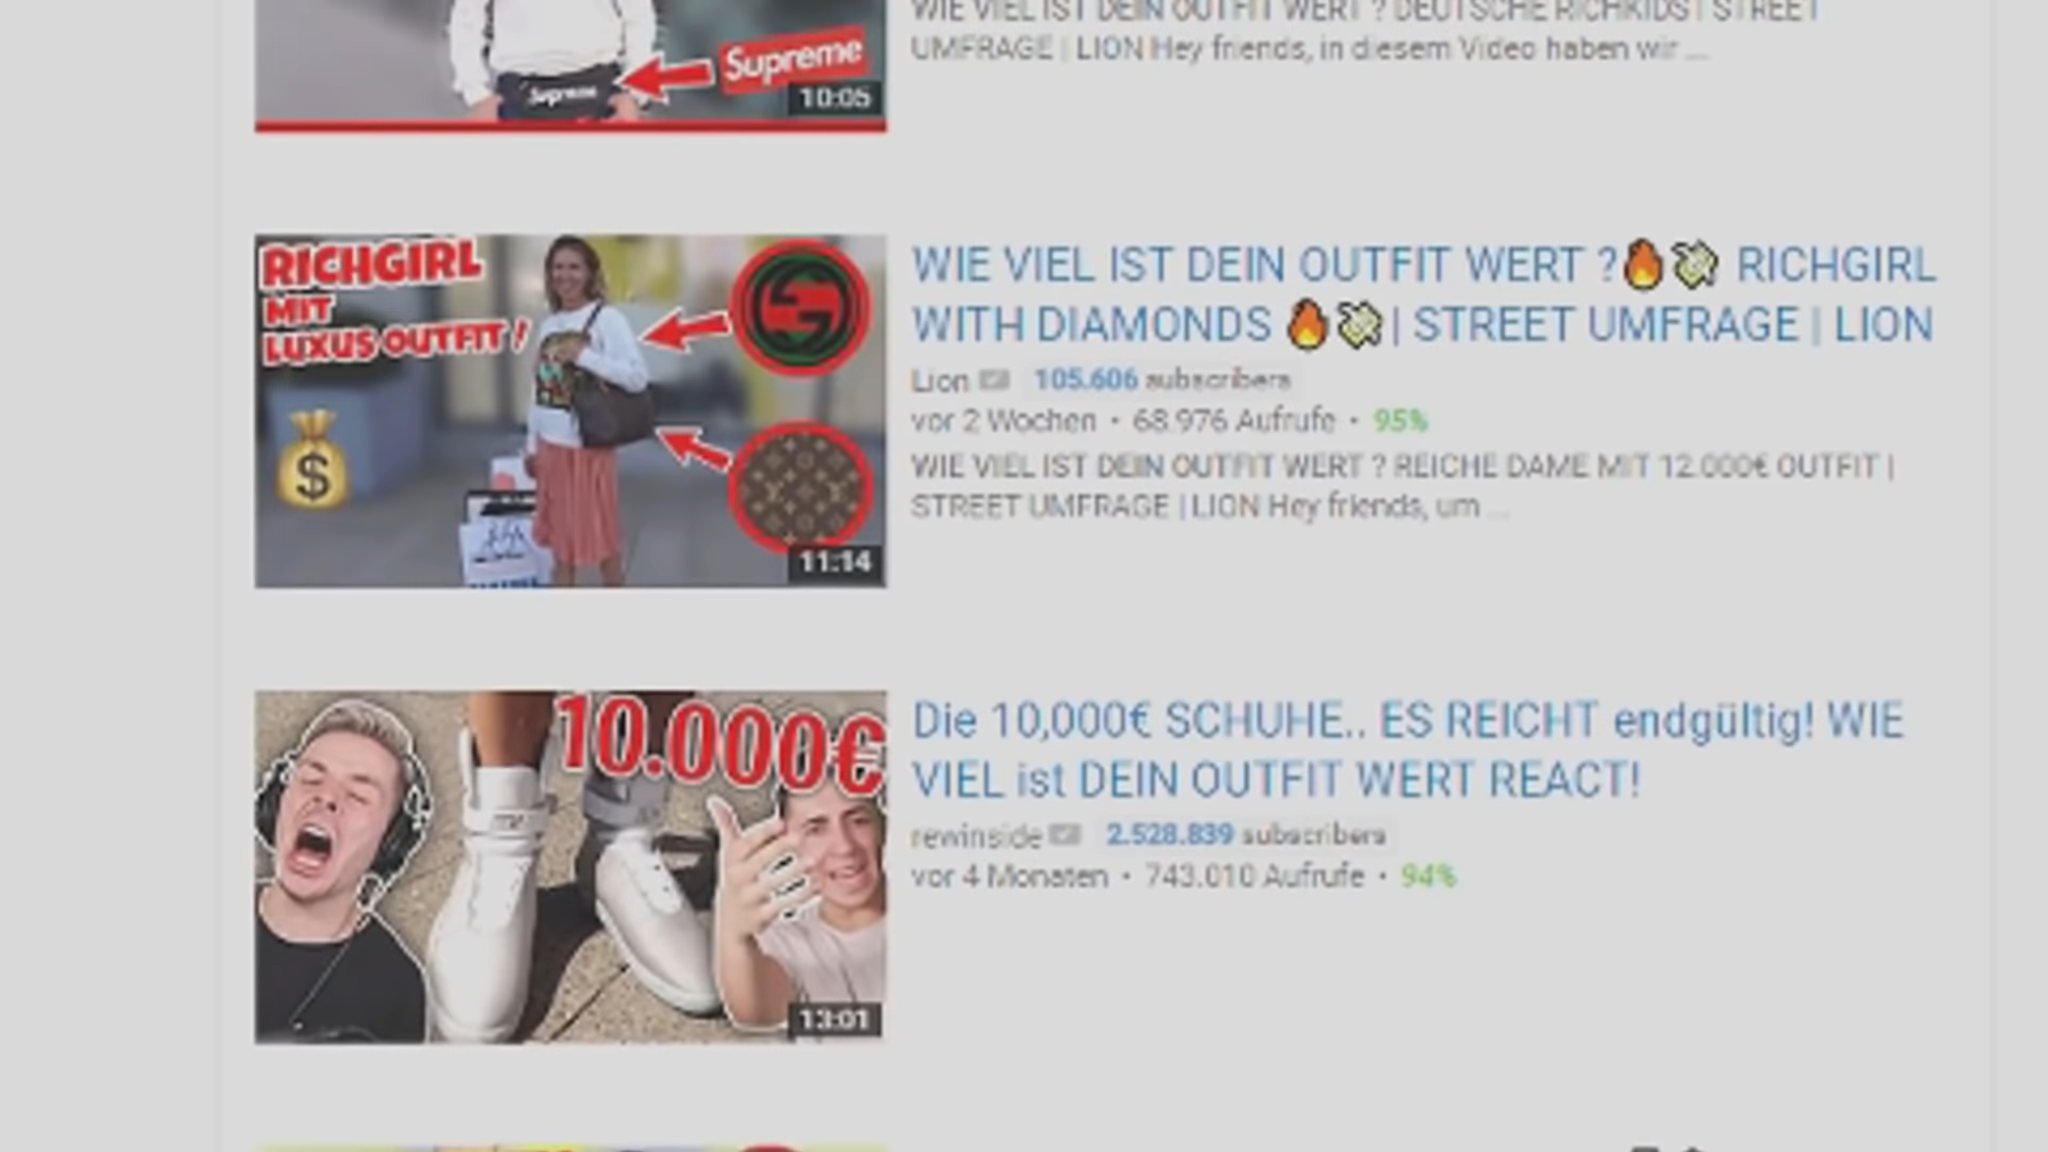 WIE VIEL IST DEIN OUTFIT WERT ? DEUTSCHE RICHKIDS | STREET
UMFRAGE | LION Hey friends, in diesem Video haben wir ...
Supreme
Supreme
10:05
RICHGIRL
MIT
LUXUS OUTFIT !
$
11:14
WIE VIEL IST DEIN OUTFIT WERT ?🔥💸 RICHGIRL
WITH DIAMONDS 🔥💸| STREET UMFRAGE | LION
Lion 105.606 subscribers
vor 2 Wochen • 68.976 Aufrufe • 95%
WIE VIEL IST DEIN OUTFIT WERT ? REICHE DAME MIT 12.000€ OUTFIT |
STREET UMFRAGE | LION Hey friends, um ...
10.000€
13:01
Die 10,000€ SCHUHE.. ES REICHT endgültig! WIE
VIEL ist DEIN OUTFIT WERT REACT!
rewinside 2.528.839 subscribers
vor 4 Monaten • 743.010 Aufrufe • 94%